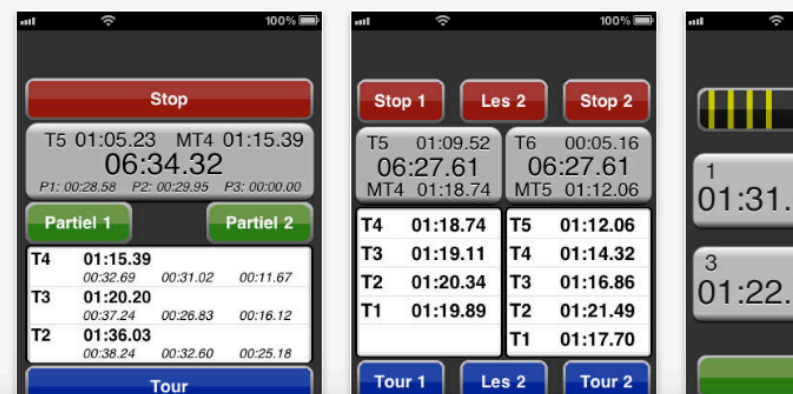 100%
Stop
T5 01:05.23 MT4 01:15.39
06:34.32
P1: 00:28.58 P2: 00:29.95 P3: 00:00.00
Partiel 1 Partiel 2
T4 01:15.39
00:32.69 00:31.02 00:11.67
T3 01:20.20
00:37.24 00:26.83 00:16.12
T2 01:36.03
00:38.24 00:32.60 00:25.18
Tour
100%
Stop 1 Les 2 Stop 2
T5 01:09.52
06:27.61
MT4 01:18.74
T6 00:05.16
06:27.61
MT5 01:12.06
T4 01:18.74
T3 01:19.11
T2 01:20.34
T1 01:19.89
T5 01:12.06
T4 01:14.32
T3 01:16.86
T2 01:21.49
T1 01:17.70
Tour 1 Les 2 Tour 2
1
01:31.
3
01:22.